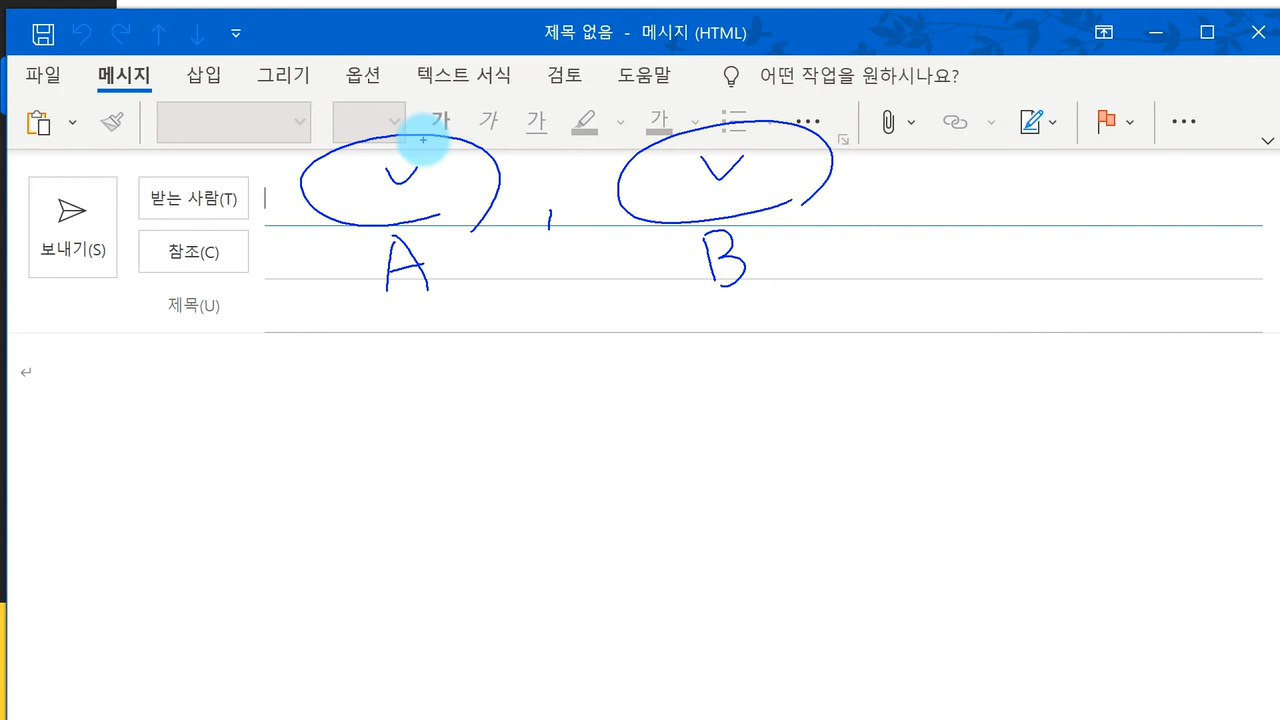 제목 없음 - 메시지 (HTML)
파일 메시지 삽입 그리기 옵션 텍스트 서식 검토 도움말 어떤 작업을 원하시나요?
가 가 가 가
받는 사람(T)
,
보내기(S)
참조(C)
A B
제목(U)